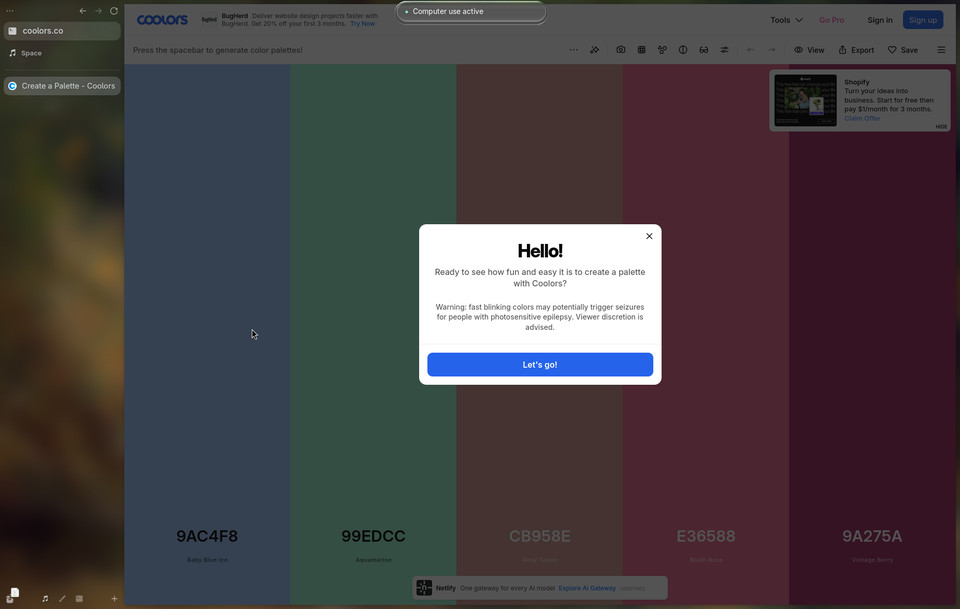 Computer use active
coolors.co
Space
Create a Palette - Coolors
COOLORS
BugHerd
BugHerd
Deliver website design projects faster with
BugHerd. Get 20% off your first 3 months. Try Now
Tools
Go Pro
Sign in
Sign up
Press the spacebar to generate color palettes!
View
Export
Save
Shopify
Turn your ideas into
business. Start for free then
pay $1/month for 3 months.
Claim Offer
HIDE
Hello!
Ready to see how fun and easy it is to create a palette
with Coolors?
Warning: fast blinking colors may potentially trigger seizures
for people with photosensitive epilepsy. Viewer discretion is
advised.
Let's go!
9AC4F8
99EDCC
CB958E
E36588
9A275A
Baby Blue Ice
Aquamarine
Vintage Berry
Netlify
One gateway for every AI model
Explore AI Gateway